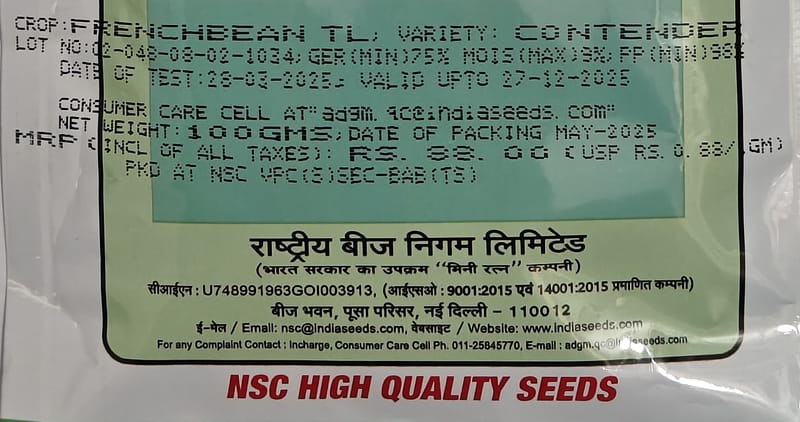 CROP:FRENCHBEAN TL, VARIETY: CONTENDER
LOT NO:02-048-08-02-1034;GER(MIN)75% MOIS(MAX)9%,PP(MIN)98%
DATE OF TEST:28-03-2025. VALID UPTO 27-12-2025
CONSUMER CARE CELL AT"adgm.qc@indiaseeds.com"
NET WEIGHT:100GMS,DATE OF PACKING MAY-2025
MRP (INCL OF ALL TAXES): RS. 88.00 (USP RS.0.88/.GM)
PKD AT NSC VPC(S)SEC-BAB(TS)
राष्ट्रीय बीज निगम लिमिटेड
(भारत सरकार का उपक्रम "मिनी रत्न" कम्पनी)
सीआईएन : U748991963GOI003913, (आईएसओ : 9001:2015 एवं 14001:2015 प्रमाणित कम्पनी)
बीज भवन, पूसा परिसर, नई दिल्ली - 110012
ई-मेल / Email: nsc@indiaseeds.com, वेबसाइट / Website: www.indiaseeds.com
For any Complaint Contact : Incharge, Consumer Care Cell Ph. 011-25845770, E-mail : adgm.qc@indiaseeds.com
NSC HIGH QUALITY SEEDS